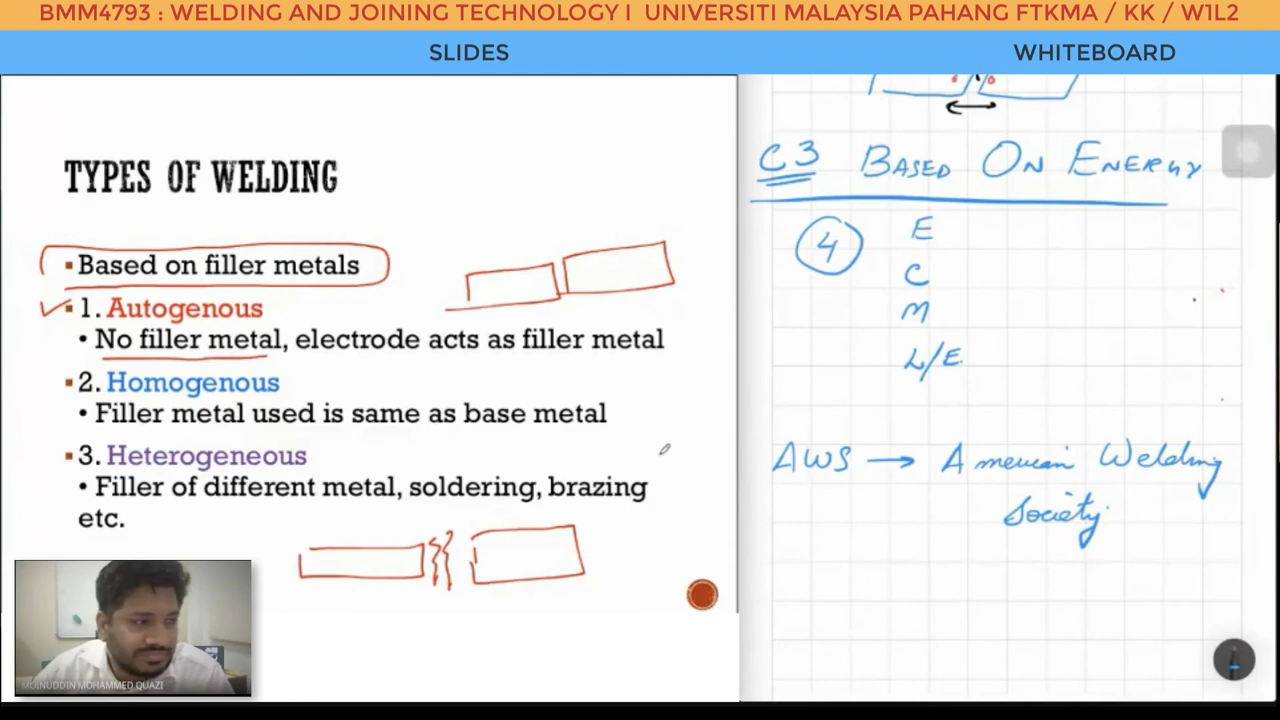 BMM4793 : WELDING AND JOINING TECHNOLOGY I UNIVERSITI MALAYSIA PAHANG FTKMA / KK / W1L2
SLIDES
WHITEBOARD
TYPES OF WELDING
▪Based on filler metals
▪1. Autogenous
• No filler metal, electrode acts as filler metal
▪2. Homogenous
• Filler metal used is same as base metal
▪3. Heterogeneous
• Filler of different metal, soldering, brazing
etc.
MOINUDDIN MOHAMMED QUAZI
C3 BASED ON ENERGY
4
E
C
M
L/E
AWS → American Welding
Society